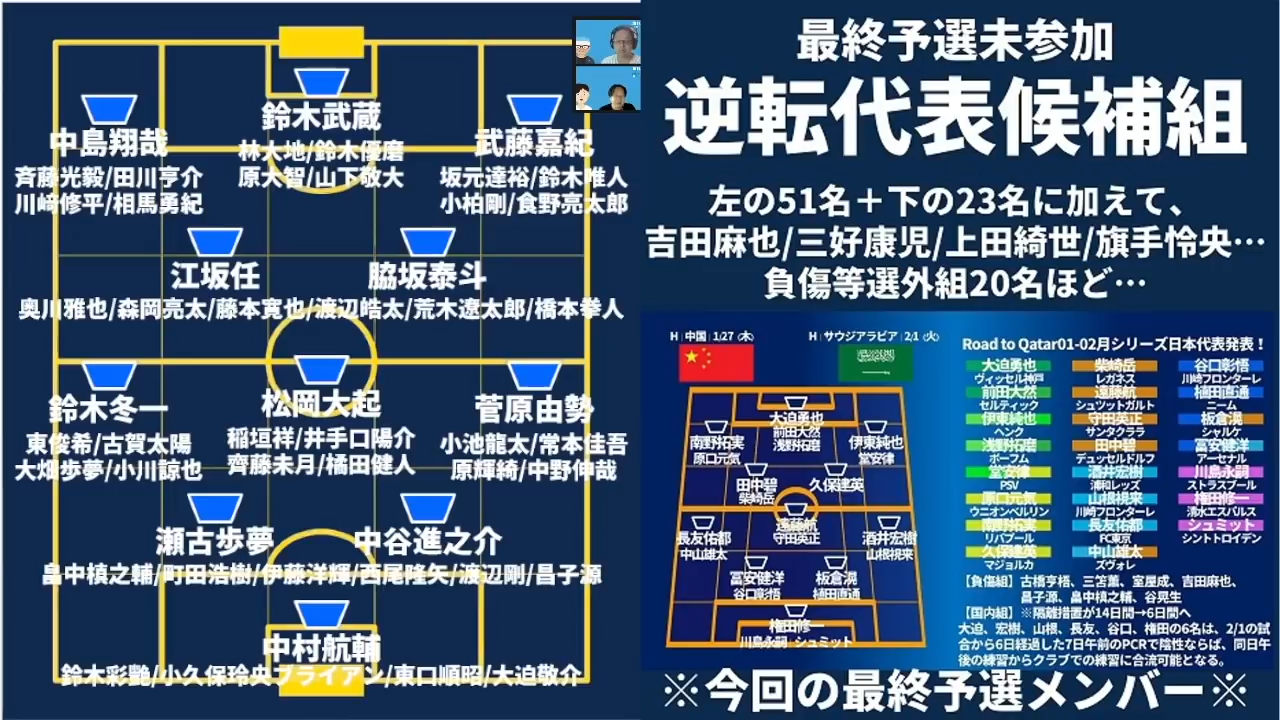 中島翔哉
斉藤光毅/田川亨介
川﨑修平/相馬勇紀
鈴木武蔵
林大地/鈴木優磨
原大智/山下敬大
武藤嘉紀
坂元達裕/鈴木唯人
小柏剛/食野亮太郎
江坂任
脇坂泰斗
奥川雅也/森岡亮太/藤本寛也/渡辺皓太/荒木遼太郎/橋本拳人
鈴木冬一
東俊希/古賀太陽
大畑歩夢/小川諒也
松岡大起
稲垣祥/井手口陽介
齊藤未月/橘田健人
菅原由勢
小池龍太/常本佳吾
原輝綺/中野伸哉
瀬古歩夢
中谷進之介
畠中槙之輔/町田浩樹/伊藤洋輝/西尾隆矢/渡辺剛/昌子源
中村航輔
鈴木彩艶/小久保玲央ブライアン/東口順昭/大迫敬介
最終予選未参加
逆転代表候補組
左の51名＋下の23名に加えて、
吉田麻也/三好康児/上田綺世/旗手怜央…
負傷等選外組20名ほど…
H | 中国 | 1/27（木）
H | サウジアラビア | 2/1（火）
大迫勇也
前田大然
浅野拓磨
南野拓実
原口元気
伊東純也
堂安律
田中碧
柴崎岳
久保建英
遠藤航
守田英正
長友佑都
中山雄太
酒井宏樹
山根視来
冨安健洋
谷口彰悟
板倉滉
植田直通
権田修一
川島永嗣 シュミット
Road to Qatar01-02月シリーズ日本代表発表！
大迫勇也
ヴィッセル神戸
前田大然
セルティック
伊東純也
ヘンク
浅野拓磨
ボーフム
堂安律
PSV
原口元気
ウニオンベルリン
南野拓実
リバプール
久保建英
マジョルカ
柴崎岳
レガネス
遠藤航
シュツットガルト
守田英正
サンタクララ
田中碧
デュッセルドルフ
酒井宏樹
浦和レッズ
山根視来
川崎フロンターレ
長友佑都
FC東京
中山雄太
ズヴォレ
谷口彰悟
川崎フロンターレ
植田直通
ニーム
板倉滉
シャルケ
冨安健洋
アーセナル
川島永嗣
ストラスブール
権田修一
清水エスパルス
シュミット
シントトロイデン
【負傷組】古橋亨梧、三笘薫、室屋成、吉田麻也、
昌子源、畠中槙之輔、谷晃生
【国内組】※隔離措置が14日間→6日間へ
大迫、宏樹、山根、長友、谷口、権田の6名は、2/1の試
合から6日経過した7日午前のPCRで陰性ならば、同日午
後の練習からクラブでの練習に合流可能となる。
※今回の最終予選メンバー※